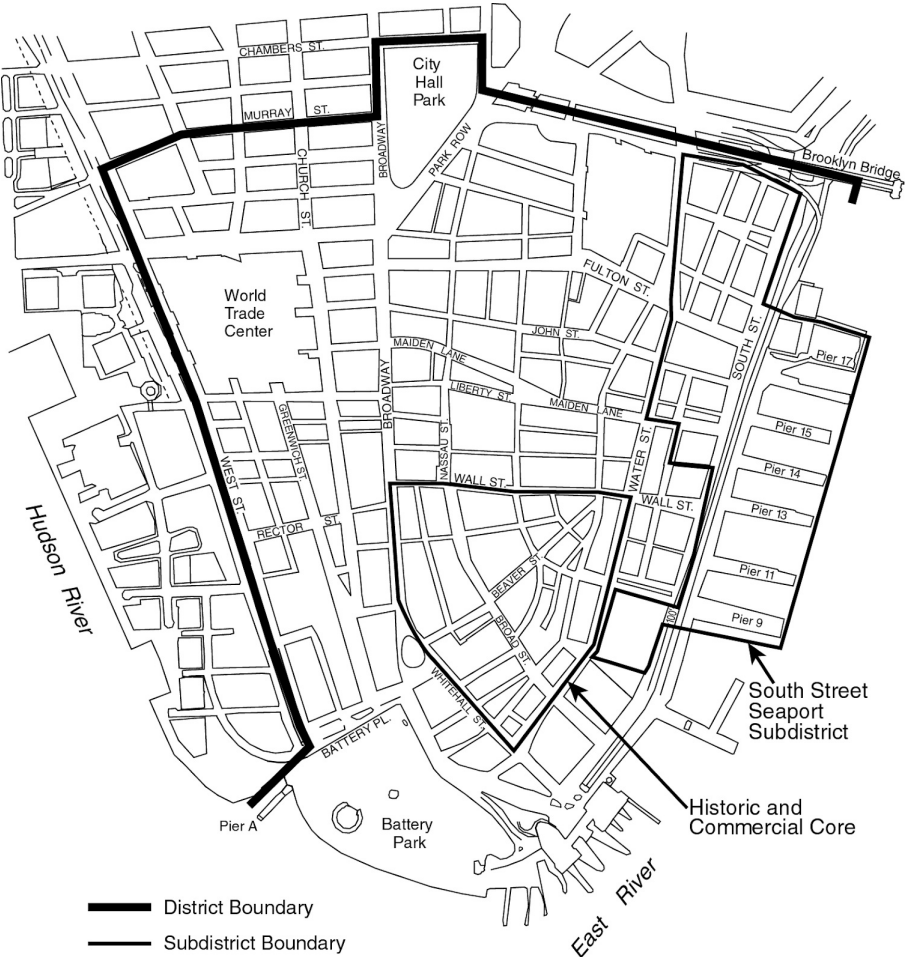 CHAMBERS ST.
City
Hall
Park
MURRAY ST.
BROADWAY
PARK ROW
CHURCH ST.
Brooklyn Bridge
FULTON ST.
World
Trade
Center
JOHN ST.
SOUTH ST.
MAIDEN LANE
Pier 17
BROADWAY
LIBERTY ST.
MAIDEN LANE
GREENWICH ST.
NASSAU ST.
WATER ST.
Pier 15
WEST ST.
WALL ST.
Pier 14
WALL ST.
Pier 13
RECTOR ST.
Hudson River
BEAVER ST.
Pier 11
100'
Pier 9
BROAD ST.
WHITEHALL ST.
South Street
Seaport
Subdistrict
BATTERY PL.
Historic and
Commercial Core
Pier A
Battery
Park
East River
District Boundary
Subdistrict Boundary